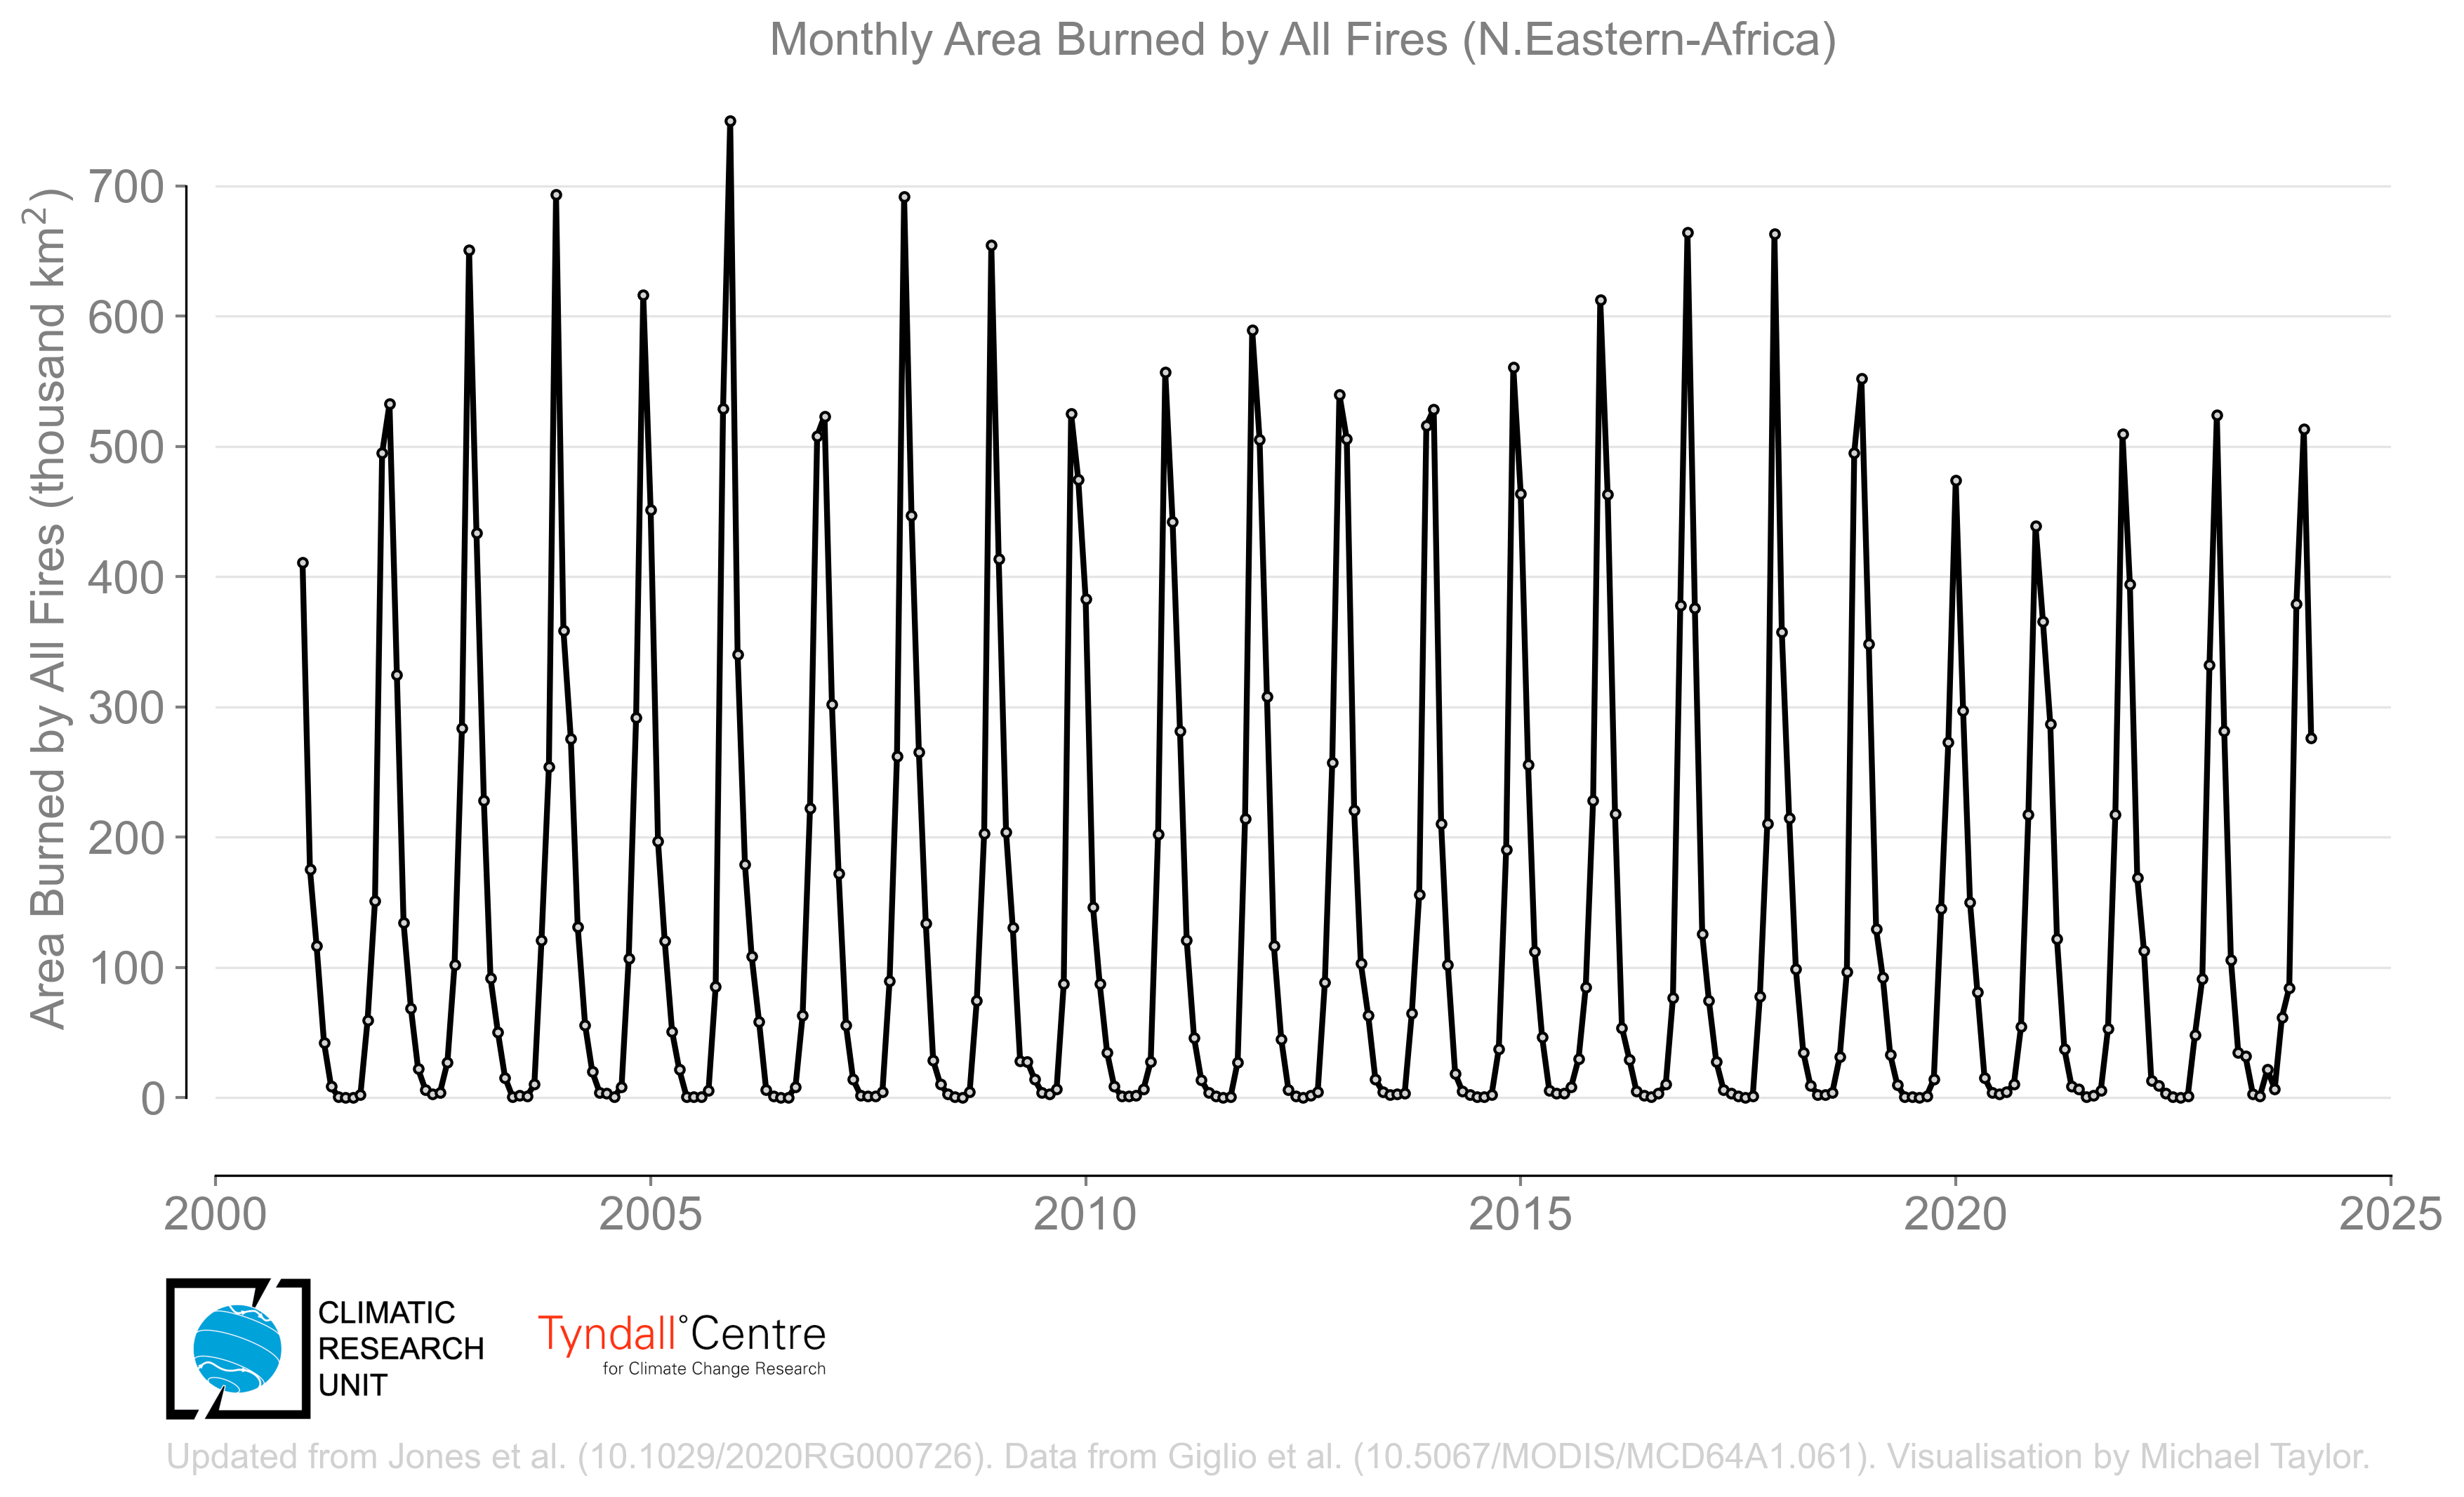 Monthly Area Burned by All Fires (N.Eastern-Africa)
Area Burned by All Fires (thousand km²)
700
600
500
400
300
200
100
0
2000 2005 2010 2015 2020 2025
CLIMATIC
RESEARCH
UNIT
Tyndall°Centre
for Climate Change Research
Updated from Jones et al. (10.1029/2020RG000726). Data from Giglio et al. (10.5067/MODIS/MCD64A1.061). Visualisation by Michael Taylor.